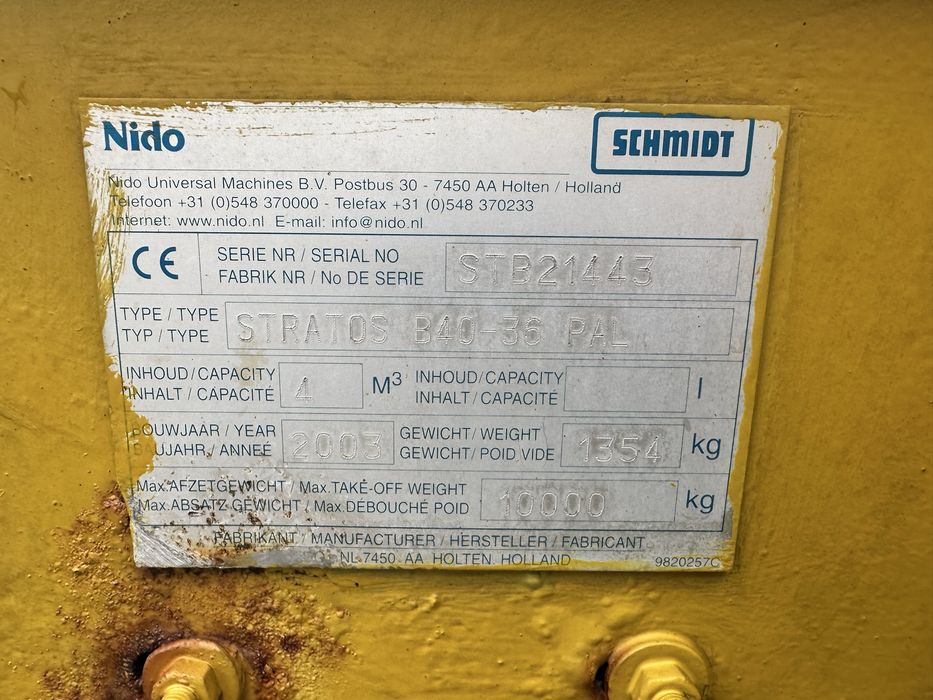 Nido
SCHMIDT
Nido Universal Machines B.V. Postbus 30 - 7450 AA Holten / Holland
Telefoon +31 (0)548 370000 - Telefax +31 (0)548 370233
Internet: www.nido.nl E-mail: info@nido.nl
CE
SERIE NR / SERIAL NO
FABRIK NR / No DE SERIE
STB21443
TYPE / TYPE
TYP / TYPE
STRATOS B40-36 PAL
INHOUD/CAPACITY
INHALT / CAPACITÉ
4 M³
INHOUD/CAPACITY
INHALT / CAPACITÉ
l
BOUWJAAR / YEAR
BAUJAHR / ANNÉE
2003
GEWICHT/WEIGHT
GEWICHT/ POID VIDE
1354 kg
Max.AFZETGEWICHT / Max.TAKE-OFF WEIGHT
Max.ABSATZ GEWICHT / Max.DÉBOUCHÉ POID
10000 kg
FABRIKANT / MANUFACTURER / HERSTELLER / FABRICANT
NL-7450 AA HOLTEN, HOLLAND
9820257C